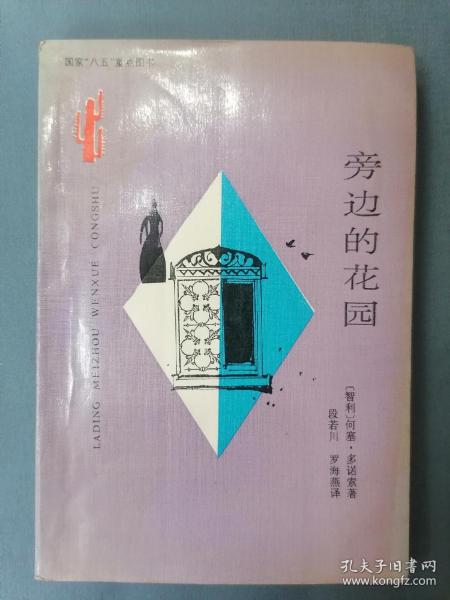 国家“八五”重点图书
LADING MEIZHOU WENXUE CONGSHU
旁边的花园
〔智利〕何塞·多诺索著
段若川 罗海燕译
孔夫子旧书网
www.kongfz.com